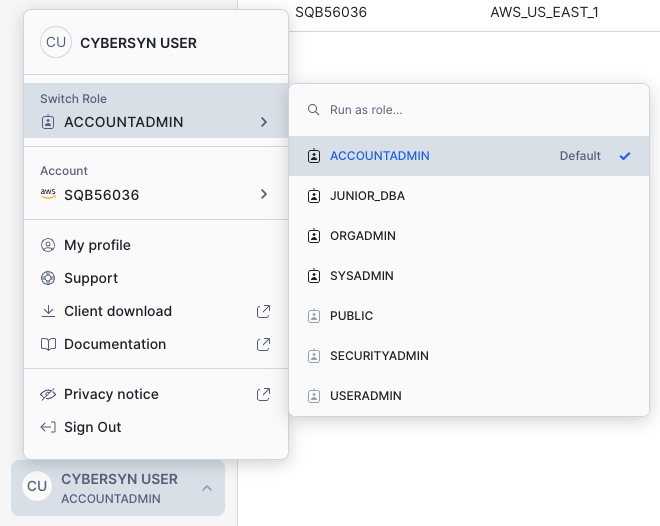 SQB56036 AWS_US_EAST_1
CU CYBERSYN USER
Switch Role
ACCOUNTADMIN
Account
aws SQB56036
My profile
Support
Client download
Documentation
Privacy notice
Sign Out
CU CYBERSYN USER
ACCOUNTADMIN
Run as role...
ACCOUNTADMIN Default
JUNIOR_DBA
ORGADMIN
SYSADMIN
PUBLIC
SECURITYADMIN
USERADMIN